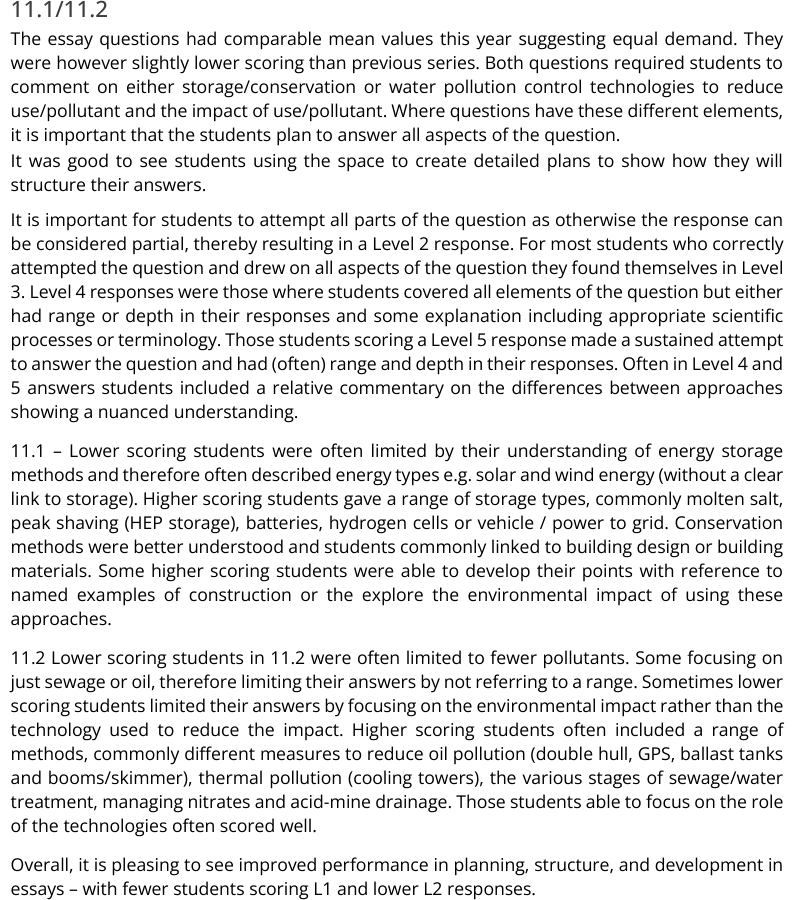 11.1/11.2
The essay questions had comparable mean values this year suggesting equal demand. They
were however slightly lower scoring than previous series. Both questions required students to
comment on either storage/conservation or water pollution control technologies to reduce
use/pollutant and the impact of use/pollutant. Where questions have these different elements,
it is important that the students plan to answer all aspects of the question.
It was good to see students using the space to create detailed plans to show how they will
structure their answers.
It is important for students to attempt all parts of the question as otherwise the response can
be considered partial, thereby resulting in a Level 2 response. For most students who correctly
attempted the question and drew on all aspects of the question they found themselves in Level
3. Level 4 responses were those where students covered all elements of the question but either
had range or depth in their responses and some explanation including appropriate scientific
processes or terminology. Those students scoring a Level 5 response made a sustained attempt
to answer the question and had (often) range and depth in their responses. Often in Level 4 and
5 answers students included a relative commentary on the differences between approaches
showing a nuanced understanding.
11.1 – Lower scoring students were often limited by their understanding of energy storage
methods and therefore often described energy types e.g. solar and wind energy (without a clear
link to storage). Higher scoring students gave a range of storage types, commonly molten salt,
peak shaving (HEP storage), batteries, hydrogen cells or vehicle / power to grid. Conservation
methods were better understood and students commonly linked to building design or building
materials. Some higher scoring students were able to develop their points with reference to
named examples of construction or the explore the environmental impact of using these
approaches.
11.2 Lower scoring students in 11.2 were often limited to fewer pollutants. Some focusing on
just sewage or oil, therefore limiting their answers by not referring to a range. Sometimes lower
scoring students limited their answers by focusing on the environmental impact rather than the
technology used to reduce the impact. Higher scoring students often included a range of
methods, commonly different measures to reduce oil pollution (double hull, GPS, ballast tanks
and booms/skimmer), thermal pollution (cooling towers), the various stages of sewage/water
treatment, managing nitrates and acid-mine drainage. Those students able to focus on the role
of the technologies often scored well.
Overall, it is pleasing to see improved performance in planning, structure, and development in
essays – with fewer students scoring L1 and lower L2 responses.